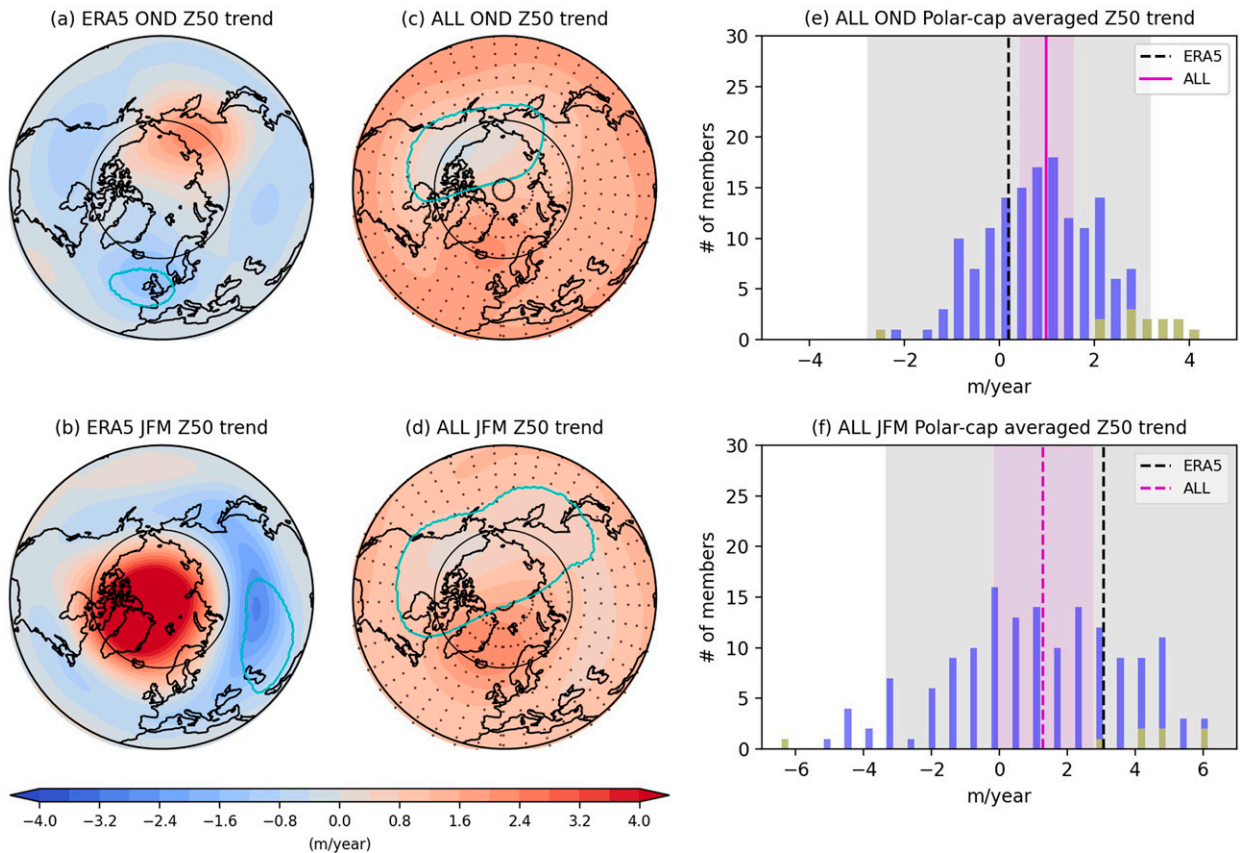 (a) ERA5 OND Z50 trend
(c) ALL OND Z50 trend
(e) ALL OND Polar-cap averaged Z50 trend
30
25
20
15
10
5
0
# of members
ERA5
ALL
−4
−2
0
2
4
m/year
(b) ERA5 JFM Z50 trend
(d) ALL JFM Z50 trend
(f) ALL JFM Polar-cap averaged Z50 trend
30
25
20
15
10
5
0
# of members
ERA5
ALL
−6
−4
−2
0
2
4
6
m/year
−4.0 −3.2 −2.4 −1.6 −0.8 0.0 0.8 1.6 2.4 3.2 4.0
(m/year)